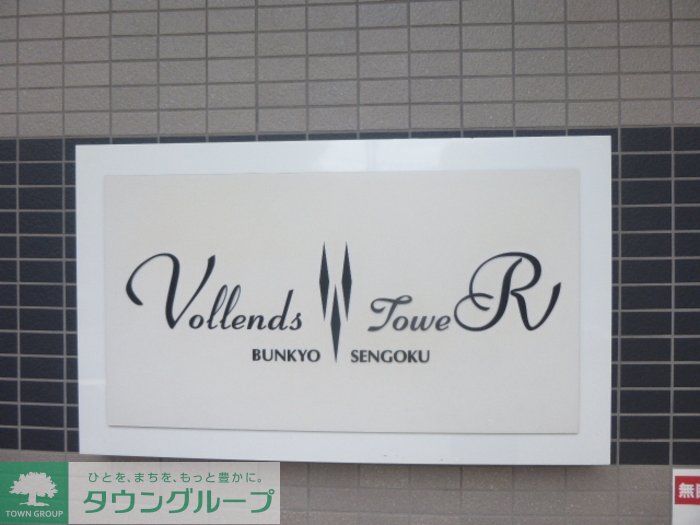 Vollends ToweR
BUNKYO SENGOKU
ひとを、まちを、もっと豊かに。
タウングループ
TOWN GROUP
無